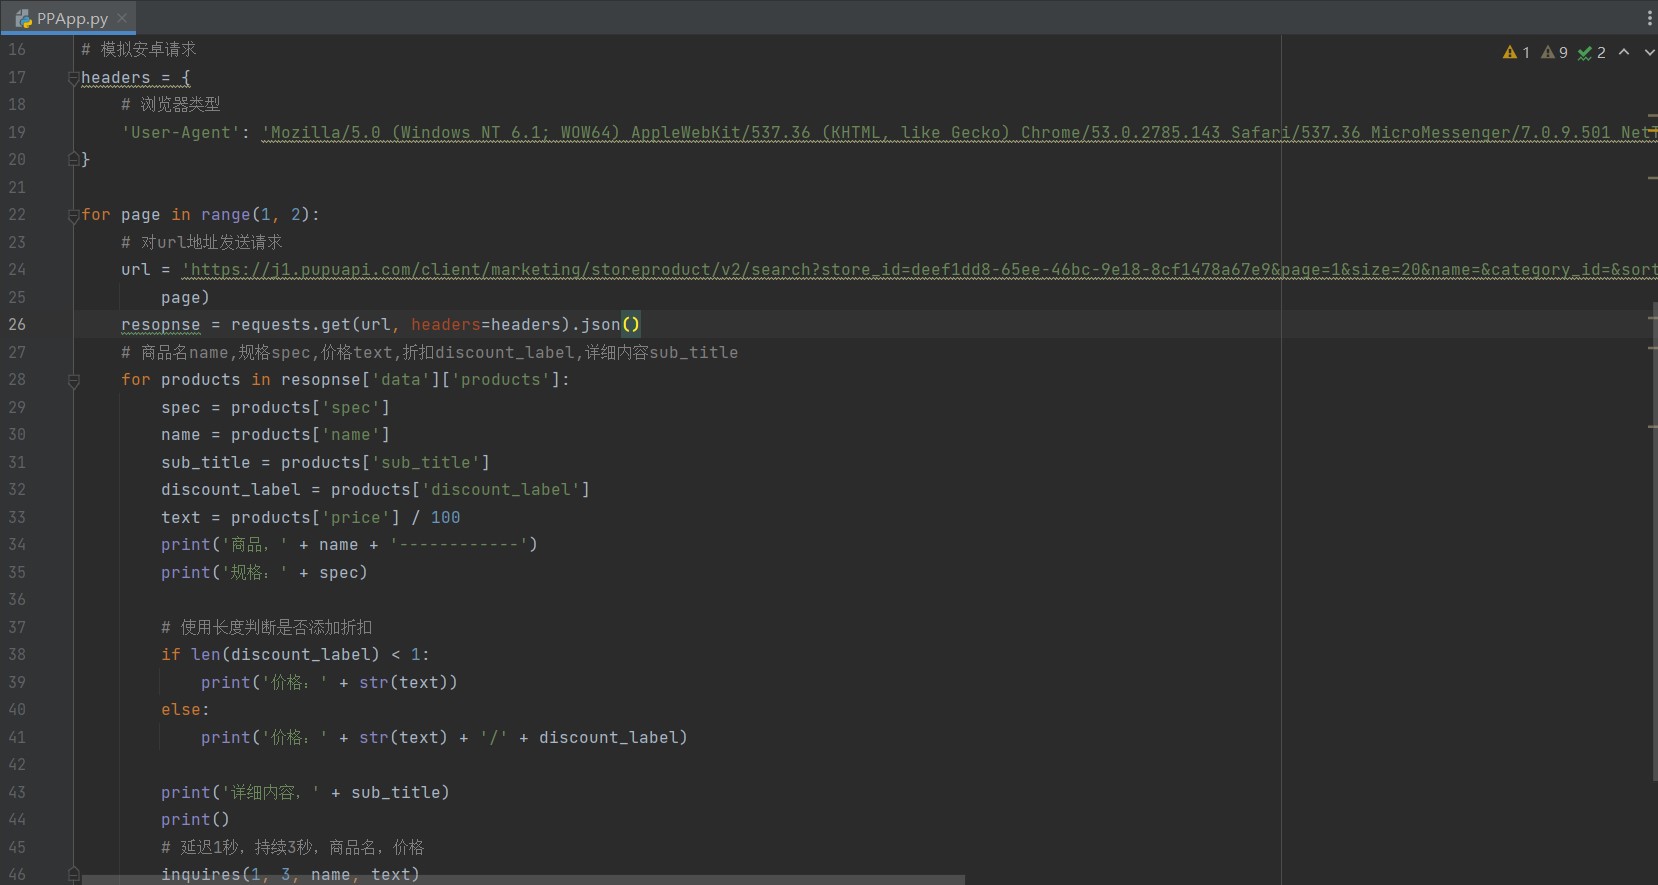 PPApp.py
1 9 2
16 # 模拟安卓请求
17 headers = {
18 # 浏览器类型
19 'User-Agent': 'Mozilla/5.0 (Windows NT 6.1; WOW64) AppleWebKit/537.36 (KHTML, like Gecko) Chrome/53.0.2785.143 Safari/537.36 MicroMessenger/7.0.9.501 Net
20 }
21
22 for page in range(1, 2):
23 # 对url地址发送请求
24 url = 'https://j1.pupuapi.com/client/marketing/storeproduct/v2/search?store_id=deef1dd8-65ee-46bc-9e18-8cf1478a67e9&page=1&size=20&name=&category_id=&sort
25 page)
26 resopnse = requests.get(url, headers=headers).json()
27 # 商品名name,规格spec,价格text,折扣discount_label,详细内容sub_title
28 for products in resopnse['data']['products']:
29 spec = products['spec']
30 name = products['name']
31 sub_title = products['sub_title']
32 discount_label = products['discount_label']
33 text = products['price'] / 100
34 print('商品，' + name + '------------')
35 print('规格：' + spec)
36
37 # 使用长度判断是否添加折扣
38 if len(discount_label) < 1:
39 print('价格：' + str(text))
40 else:
41 print('价格：' + str(text) + '/' + discount_label)
42
43 print('详细内容，' + sub_title)
44 print()
45 # 延迟1秒，持续3秒，商品名，价格
46 inquires(1, 3, name, text)